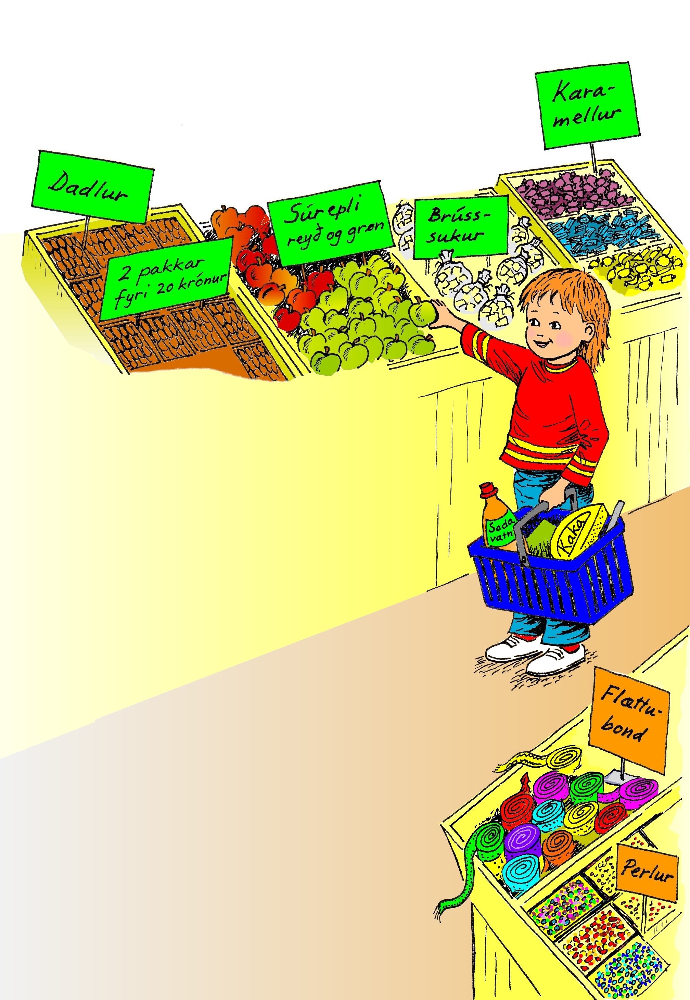 Kara-
mellur
Dadlur
Súrepli
reyð og grøn
Brúss-
sukur
2 pakkar
fyri 20 krónur
Soda
vatn
Kaka
Flættu-
bond
Perlur